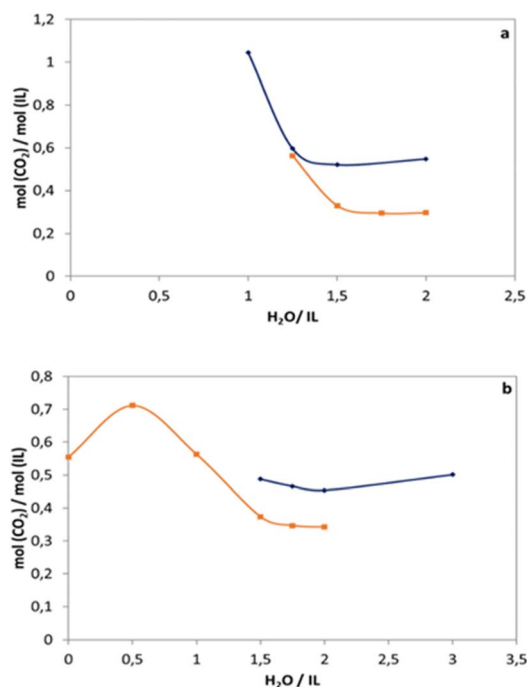 a
1,2
1
0,8
0,6
0,4
0,2
0
mol (CO₂) / mol (IL)
0 0,5 1 1,5 2 2,5
H₂O/ IL
b
0,8
0,7
0,6
0,5
0,4
0,3
0,2
0,1
0
mol (CO₂) / mol (IL)
0 0,5 1 1,5 2 2,5 3 3,5
H₂O/ IL